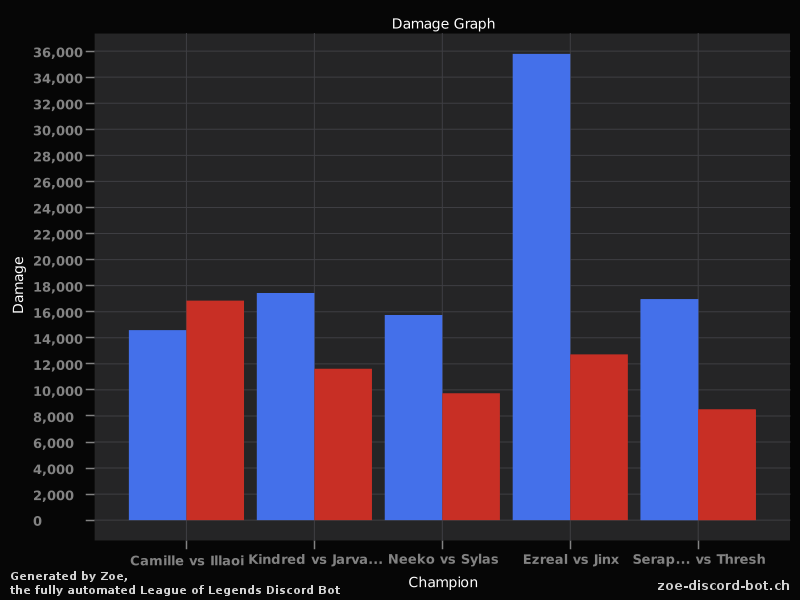 Damage Graph
36,000
34,000
32,000
30,000
28,000
26,000
24,000
22,000
20,000
18,000
16,000
14,000
12,000
10,000
8,000
6,000
4,000
2,000
0
Damage
Camille vs Illaoi Kindred vs Jarva... Neeko vs Sylas Ezreal vs Jinx Serap... vs Thresh
Champion
Generated by Zoe,
the fully automated League of Legends Discord Bot
zoe-discord-bot.ch